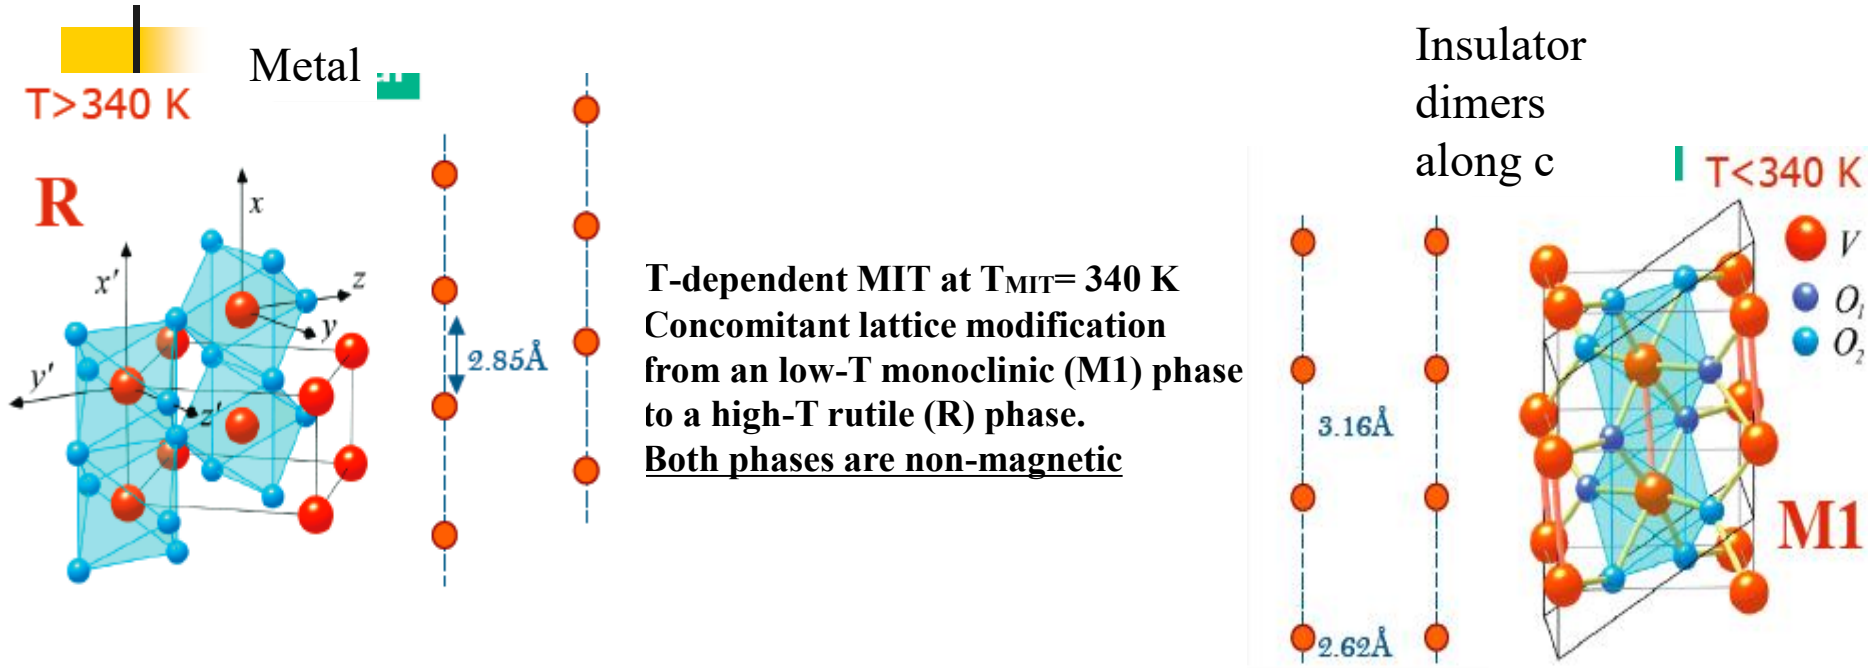 Metal
T>340 K
R
x
z
y
x'
y'
z'
2.85Å
T-dependent MIT at TMIT= 340 K
Concomitant lattice modification
from an low-T monoclinic (M1) phase
to a high-T rutile (R) phase.
Both phases are non-magnetic
Insulator
dimers
along c
T<340 K
V
O1
O2
3.16Å
2.62Å
M1